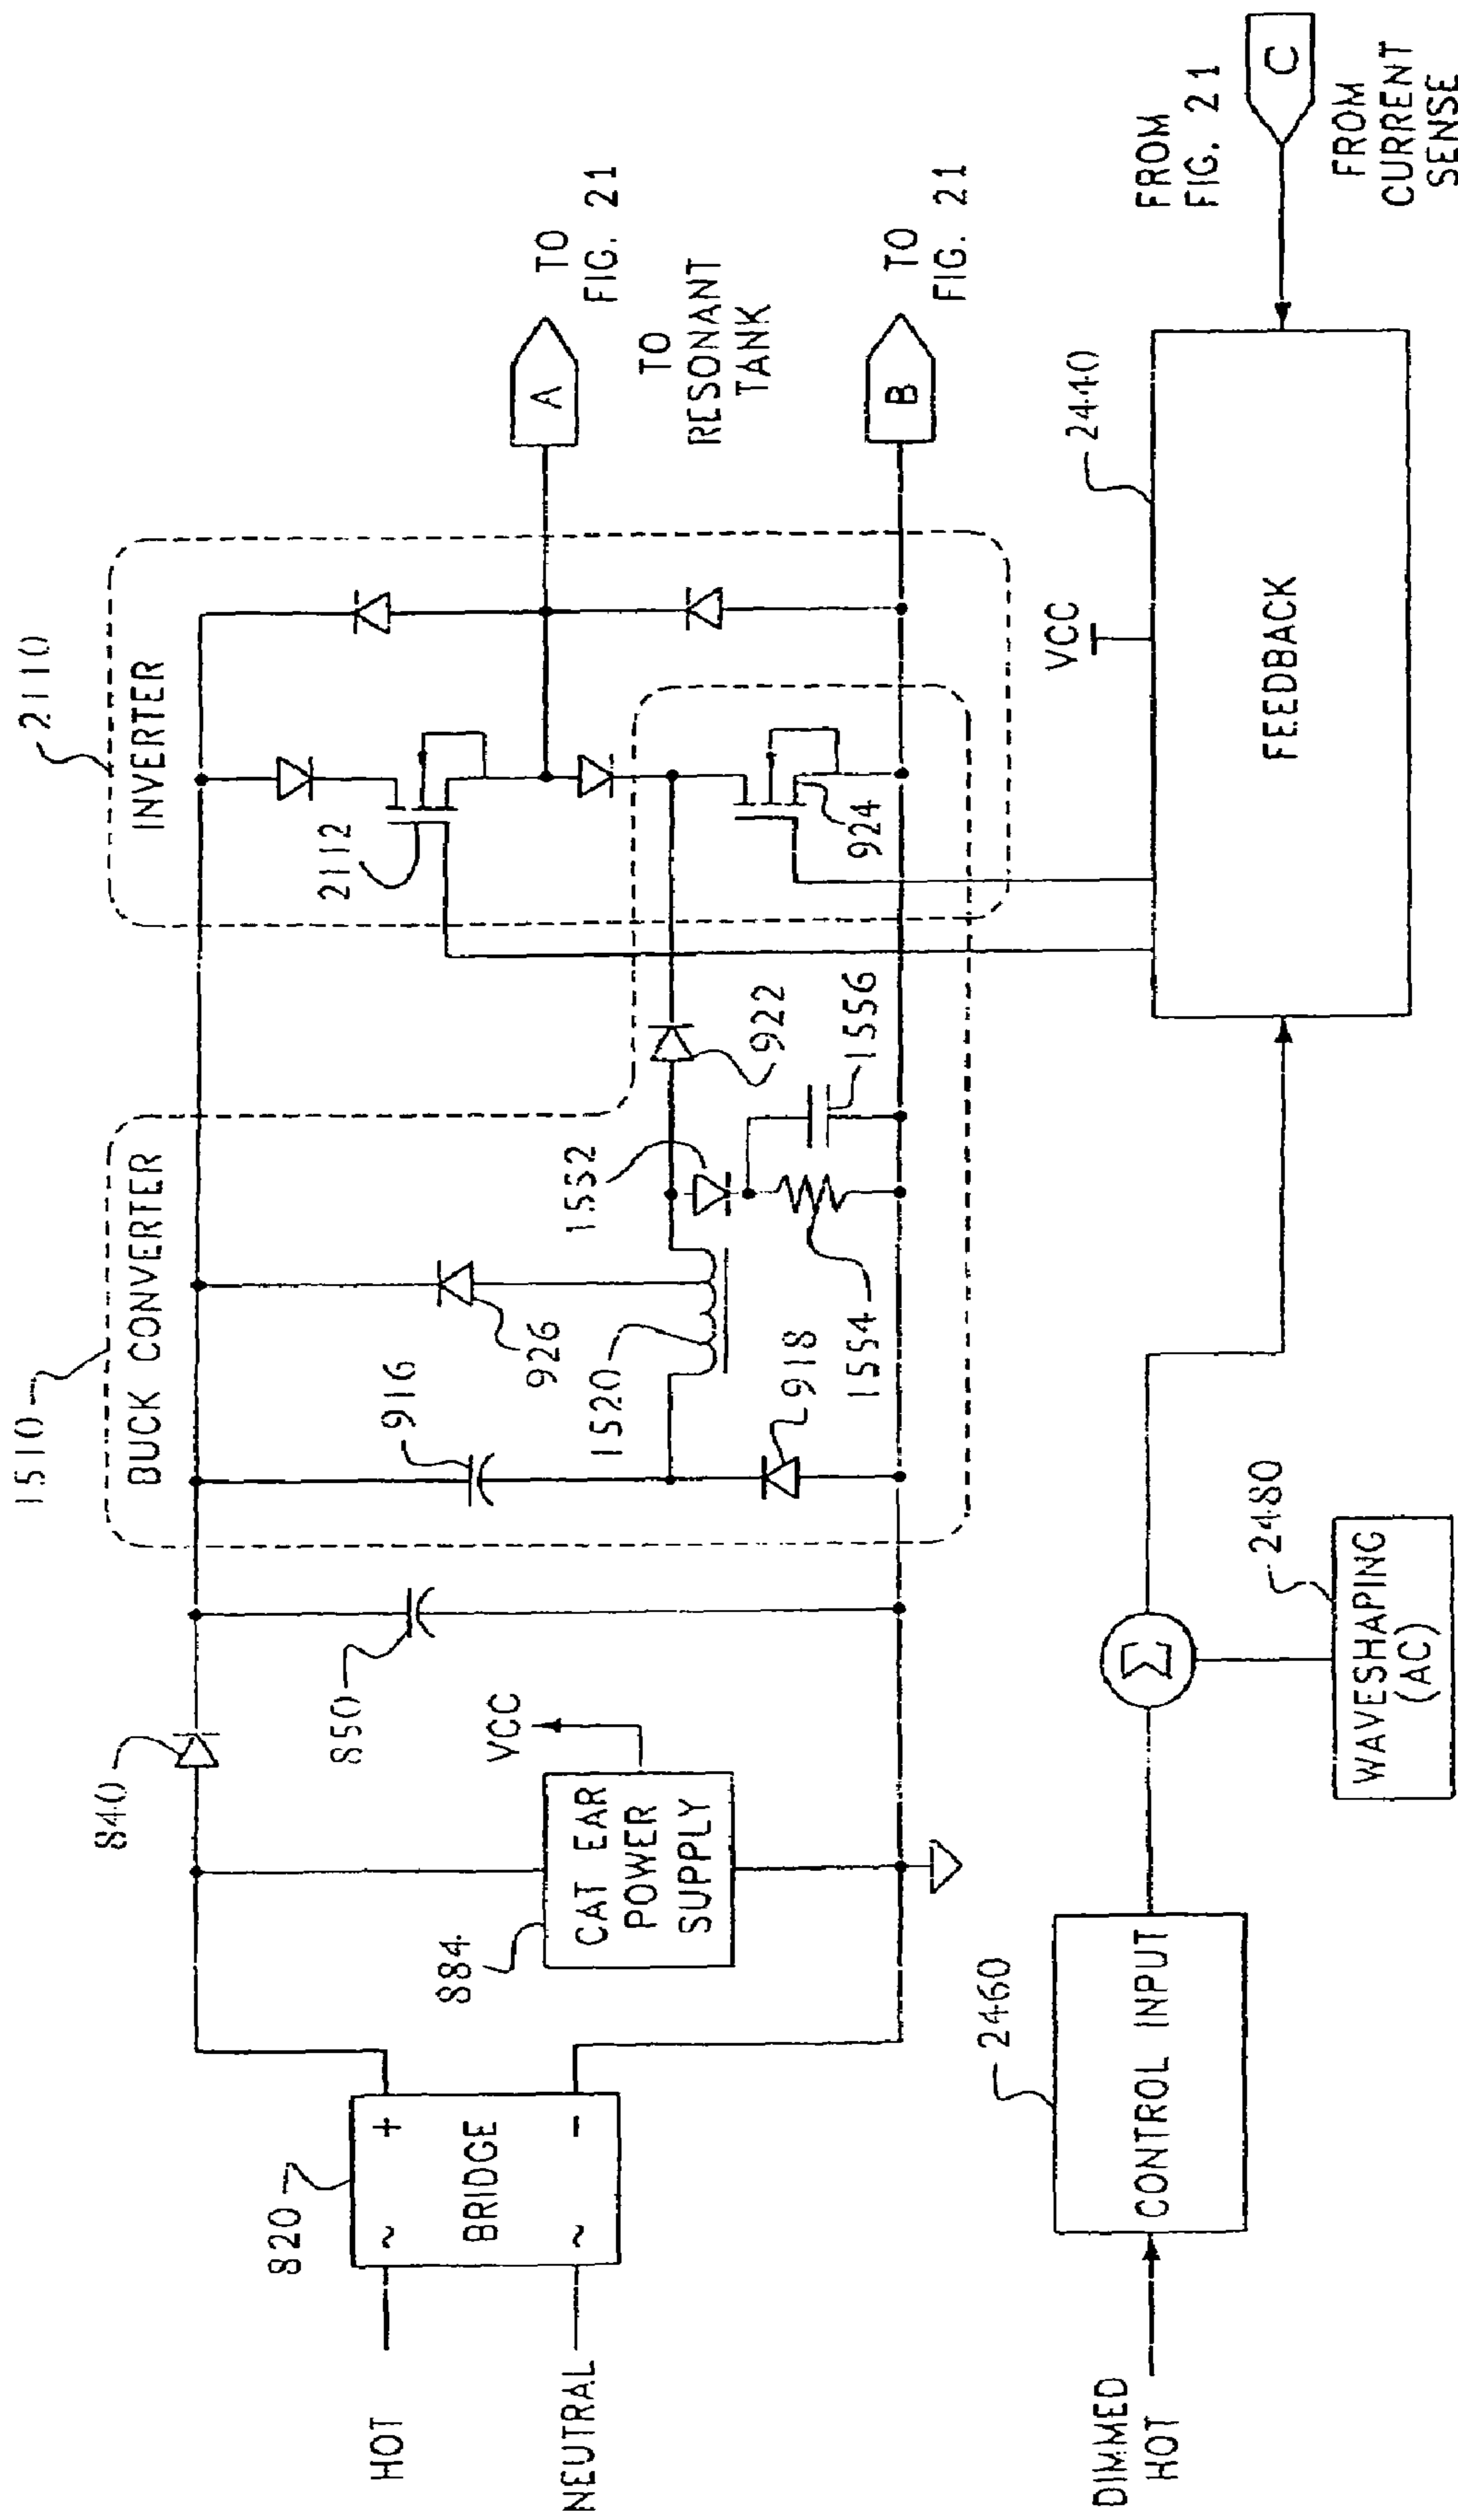 1510
BUCK CONVERTER
2110
INVERTER
840
850
916
926
1520
918
1554
1552
922
1556
2112
924
A
TO
FIG. 21
TO
RESONANT
TANK
B
TO
FIG. 21
820
HOT
NEUTRAL
~
+
BRIDGE
~
−
884
CAT EAR
POWER
SUPPLY
VCC
DIMMED
HOT
2460
CONTROL INPUT
Σ
2480
WAVESHAPING
(AC)
VCC
2440
FEEDBACK
FROM
FIG. 21
C
FROM
CURRENT
SENSE